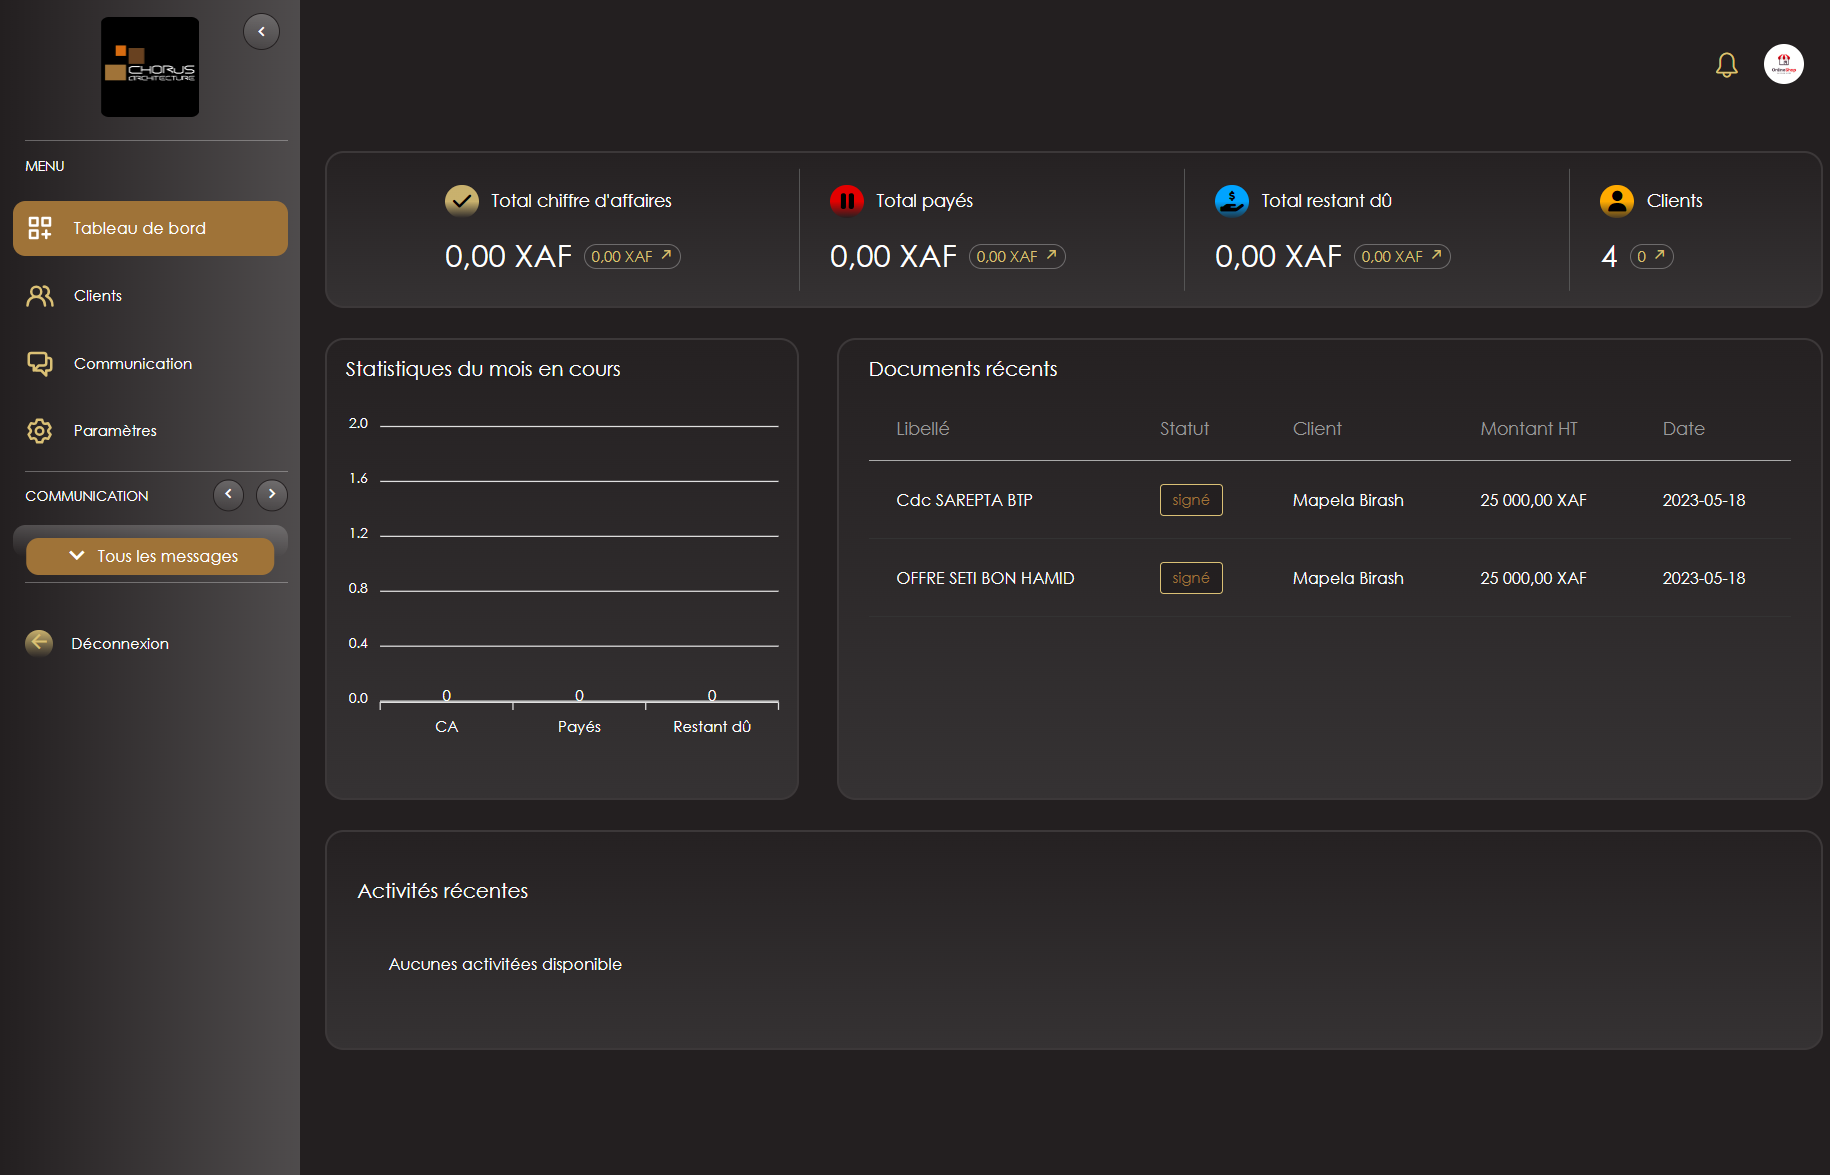 CHORUS
ARCHITECTURE
MENU
Tableau de bord
Clients
Communication
Paramètres
COMMUNICATION
Tous les messages
Déconnexion
OnlineShop
Total chiffre d'affaires
0,00 XAF 0,00 XAF
Total payés
0,00 XAF 0,00 XAF
Total restant dû
0,00 XAF 0,00 XAF
Clients
4 0
Statistiques du mois en cours
2.0
1.6
1.2
0.8
0.4
0.0
0 0 0
CA Payés Restant dû
Documents récents
Libellé Statut Client Montant HT Date
Cdc SAREPTA BTP signé Mapela Birash 25 000,00 XAF 2023-05-18
OFFRE SETI BON HAMID signé Mapela Birash 25 000,00 XAF 2023-05-18
Activités récentes
Aucunes activitées disponible